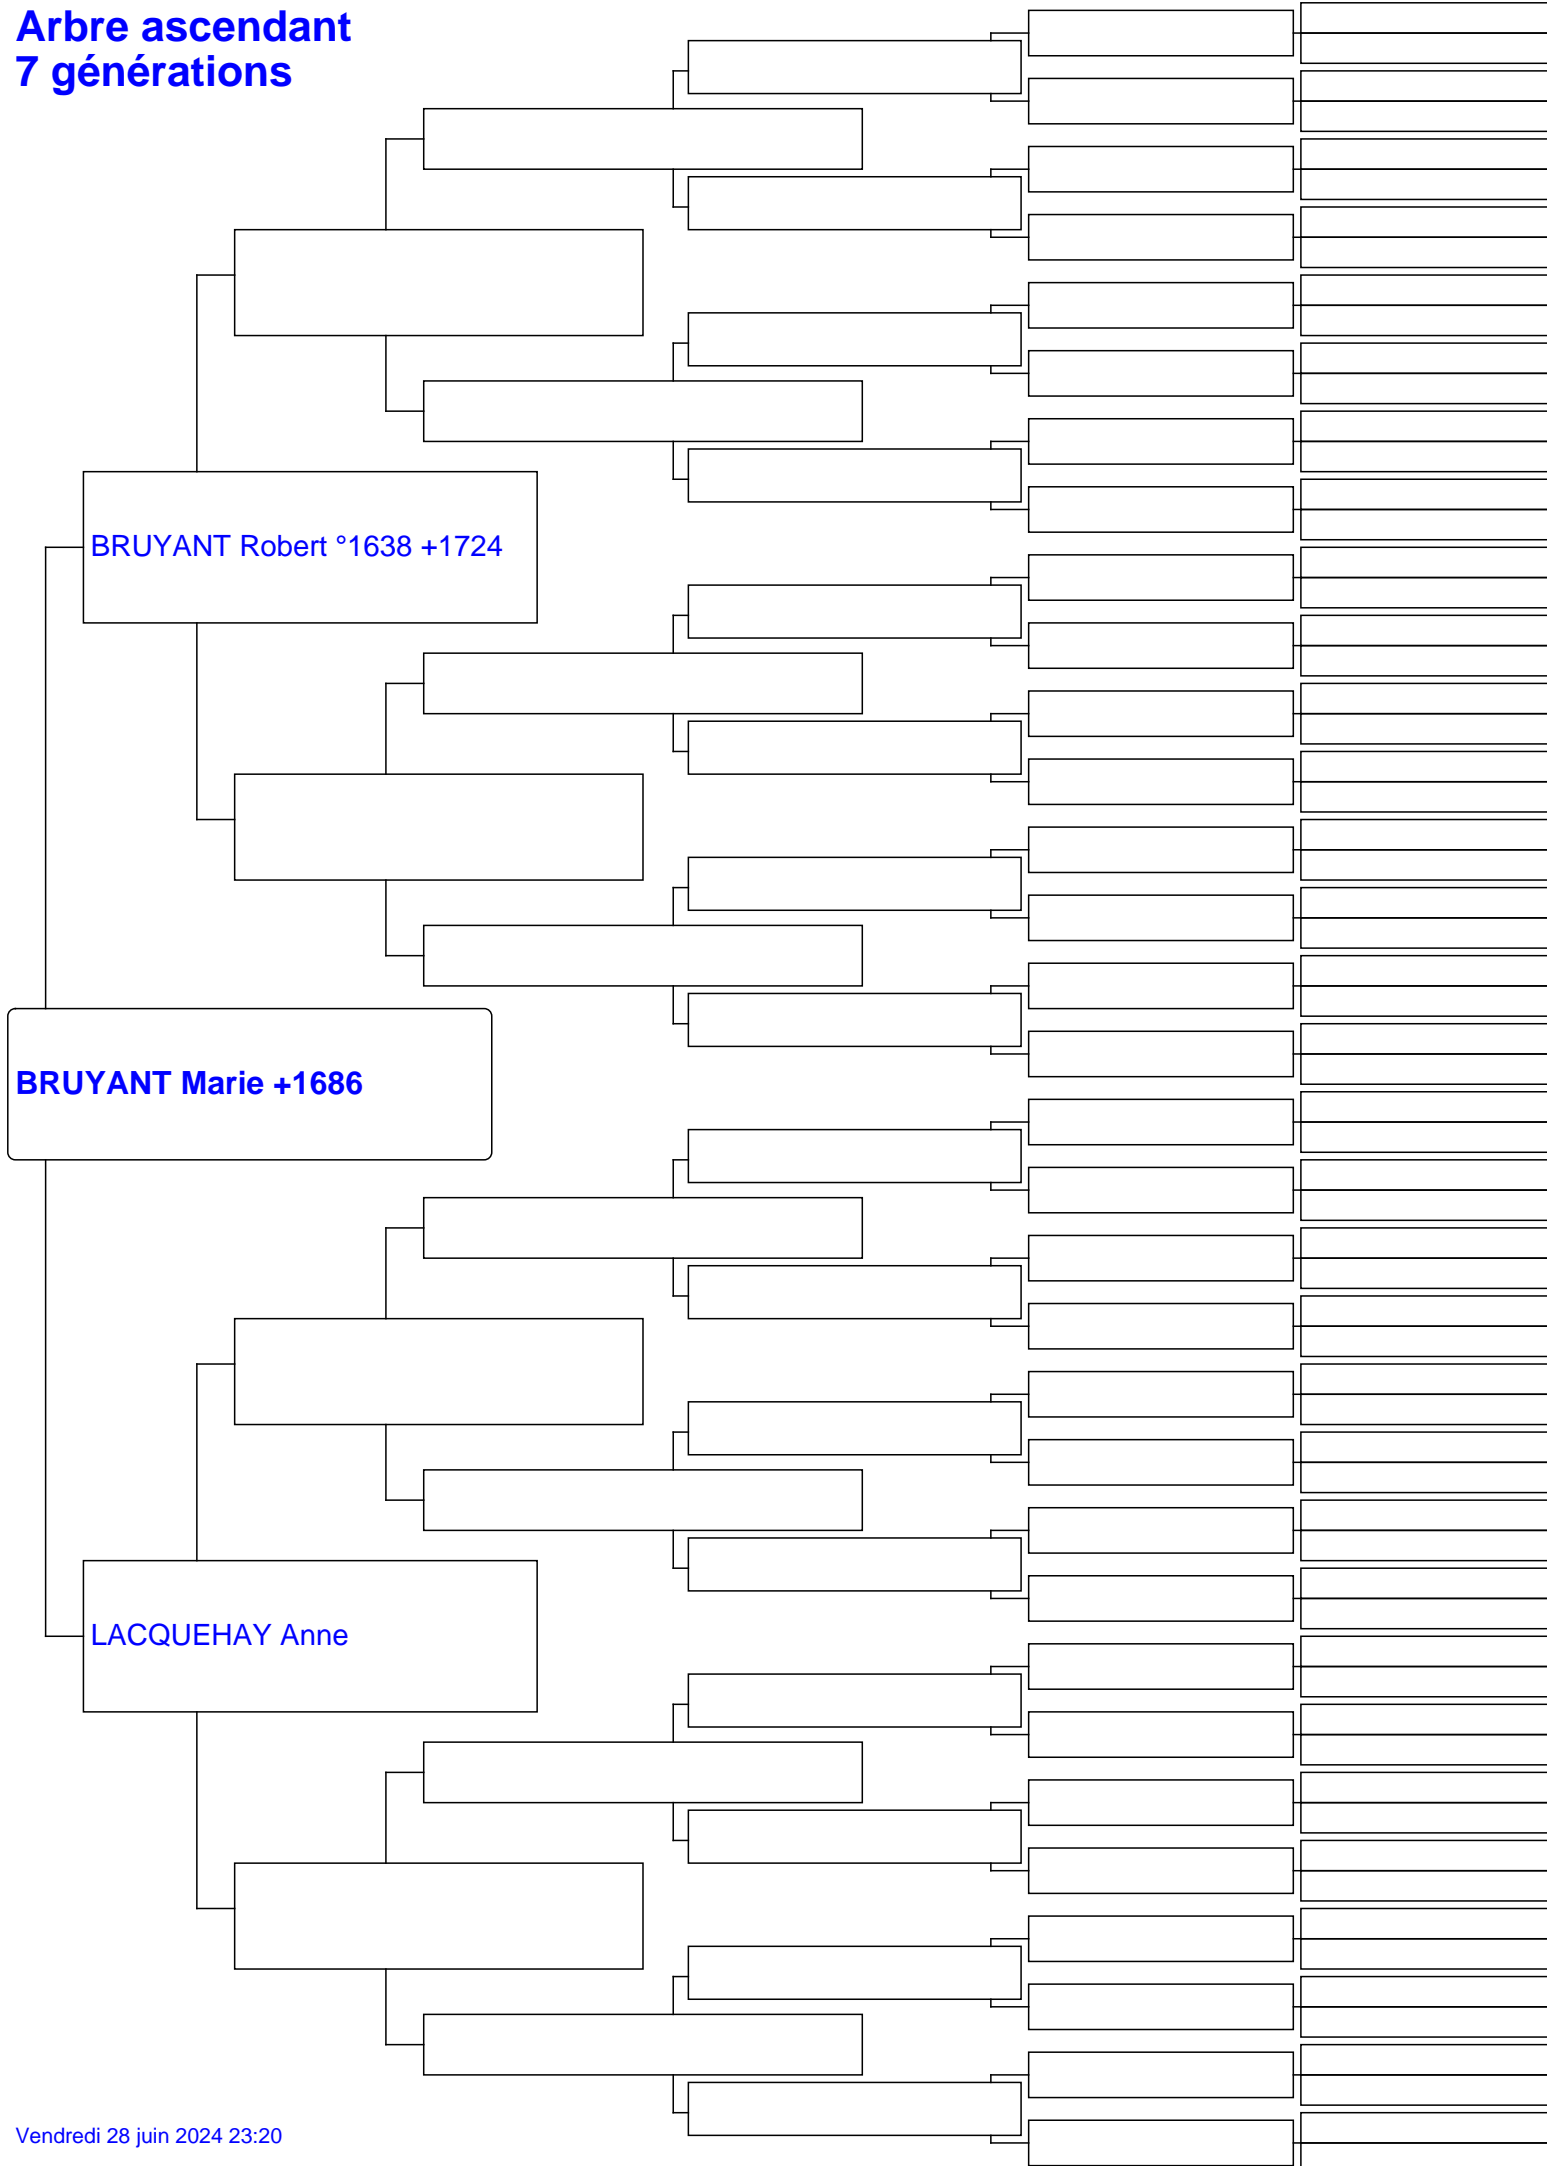 Arbre ascendant
7 générations
BRUYANT Robert °1638 +1724
BRUYANT Marie +1686
LACQUEHAY Anne
Vendredi 28 juin 2024 23:20